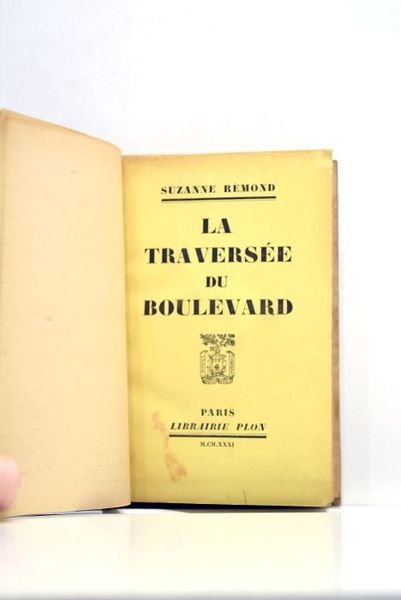 SUZANNE REMOND
LA
TRAVERSÉE
DU
BOULEVARD
PARIS
LIBRAIRIE PLON
M.CM.XXXI